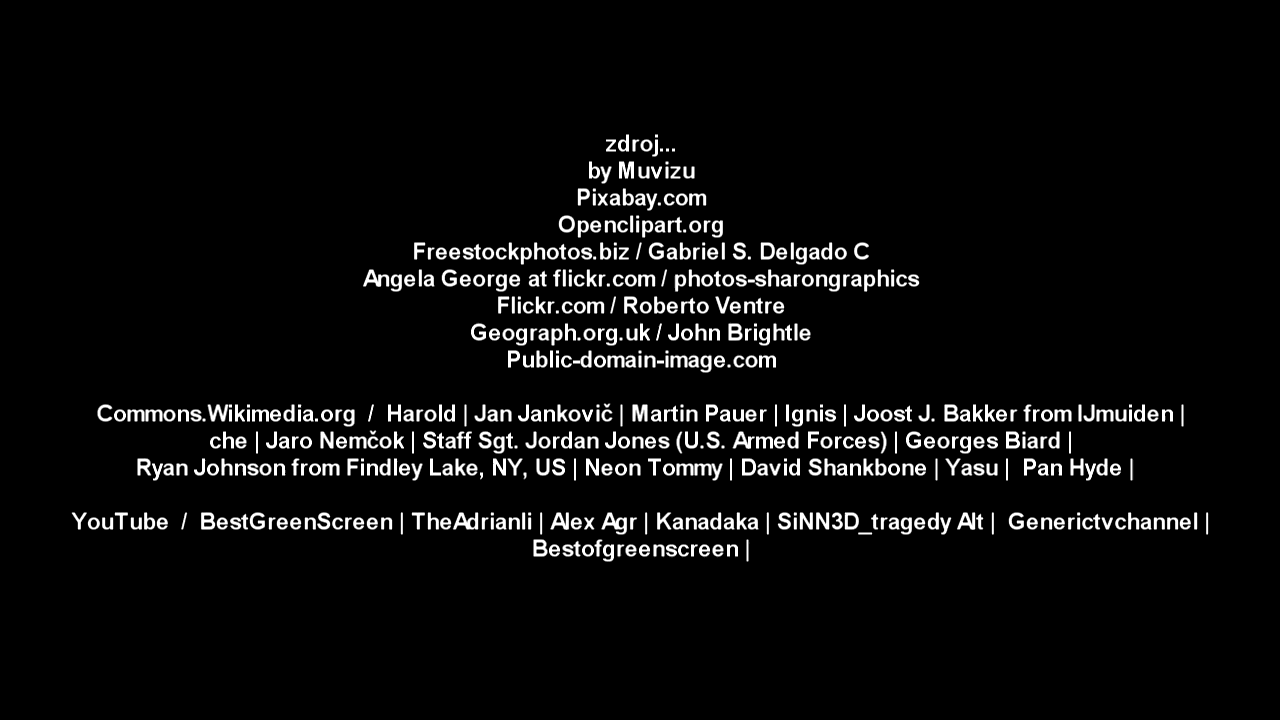 zdroj...
by Muvizu
Pixabay.com
Openclipart.org
Freestockphotos.biz / Gabriel S. Delgado C
Angela George at flickr.com / photos-sharongraphics
Flickr.com / Roberto Ventre
Geograph.org.uk / John Brightle
Public-domain-image.com
Commons.Wikimedia.org / Harold | Jan Jankovič | Martin Pauer | Ignis | Joost J. Bakker from IJmuiden |
che | Jaro Nemčok | Staff Sgt. Jordan Jones (U.S. Armed Forces) | Georges Biard |
Ryan Johnson from Findley Lake, NY, US | Neon Tommy | David Shankbone | Yasu | Pan Hyde |
YouTube / BestGreenScreen | TheAdrianli | Alex Agr | Kanadaka | SiNN3D_tragedy Alt | Generictvchannel |
Bestofgreenscreen |